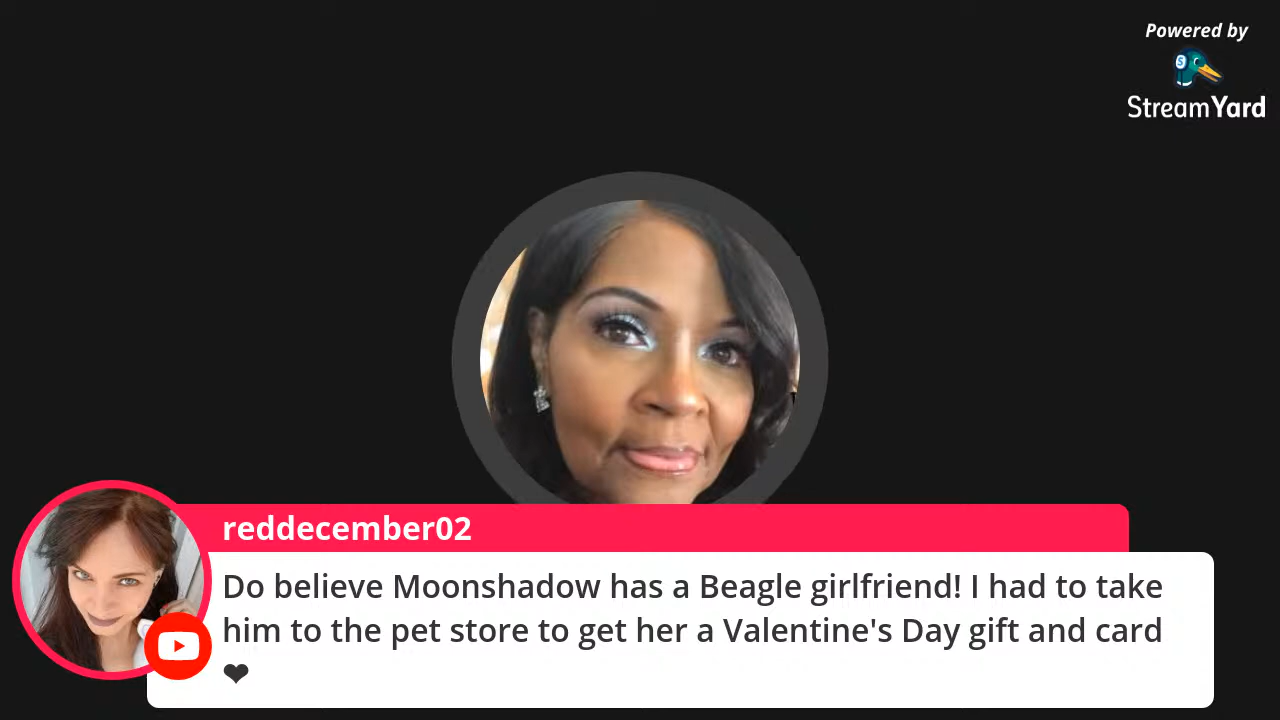 Powered by
S
StreamYard
reddecember02
Do believe Moonshadow has a Beagle girlfriend! I had to take
him to the pet store to get her a Valentine's Day gift and card
❤